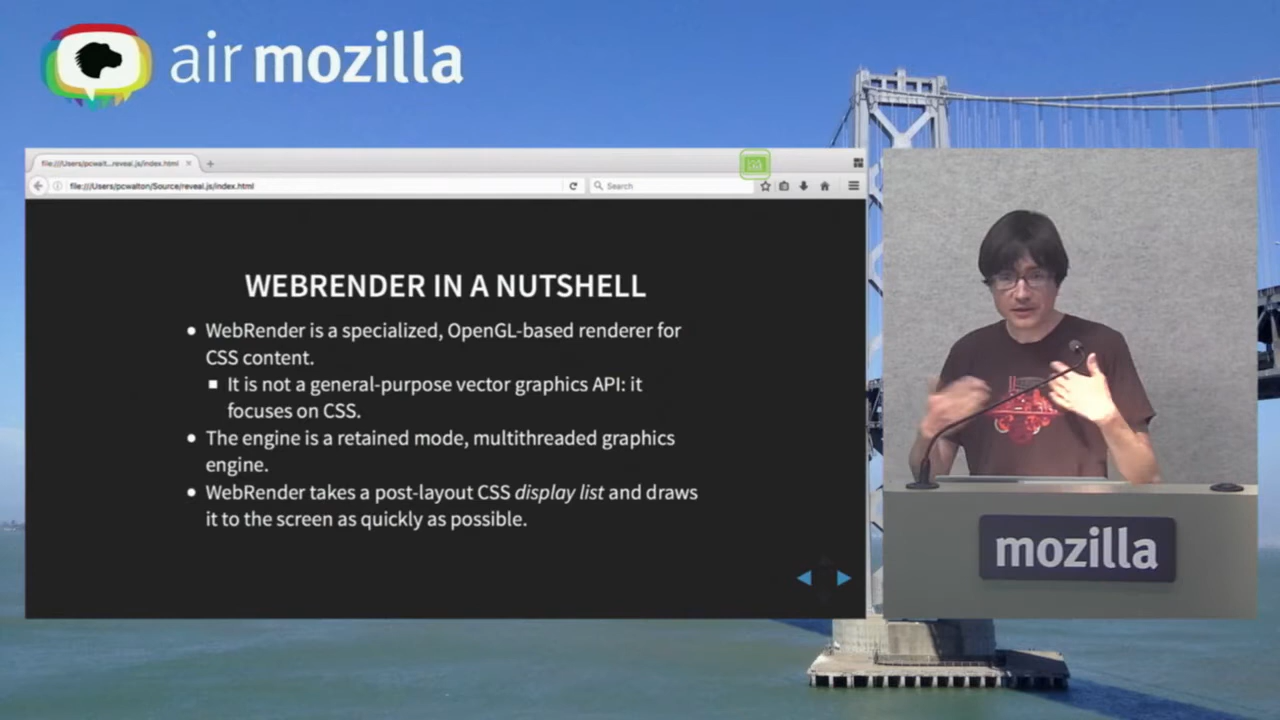 air mozilla
file:///Users/pcwalt...reveal.js/index.html
file:///Users/pcwalton/Source/reveal.js/index.html
Search
WEBRENDER IN A NUTSHELL
WebRender is a specialized, OpenGL-based renderer for
CSS content.
It is not a general-purpose vector graphics API: it
focuses on CSS.
The engine is a retained mode, multithreaded graphics
engine.
WebRender takes a post-layout CSS display list and draws
it to the screen as quickly as possible.
mozilla